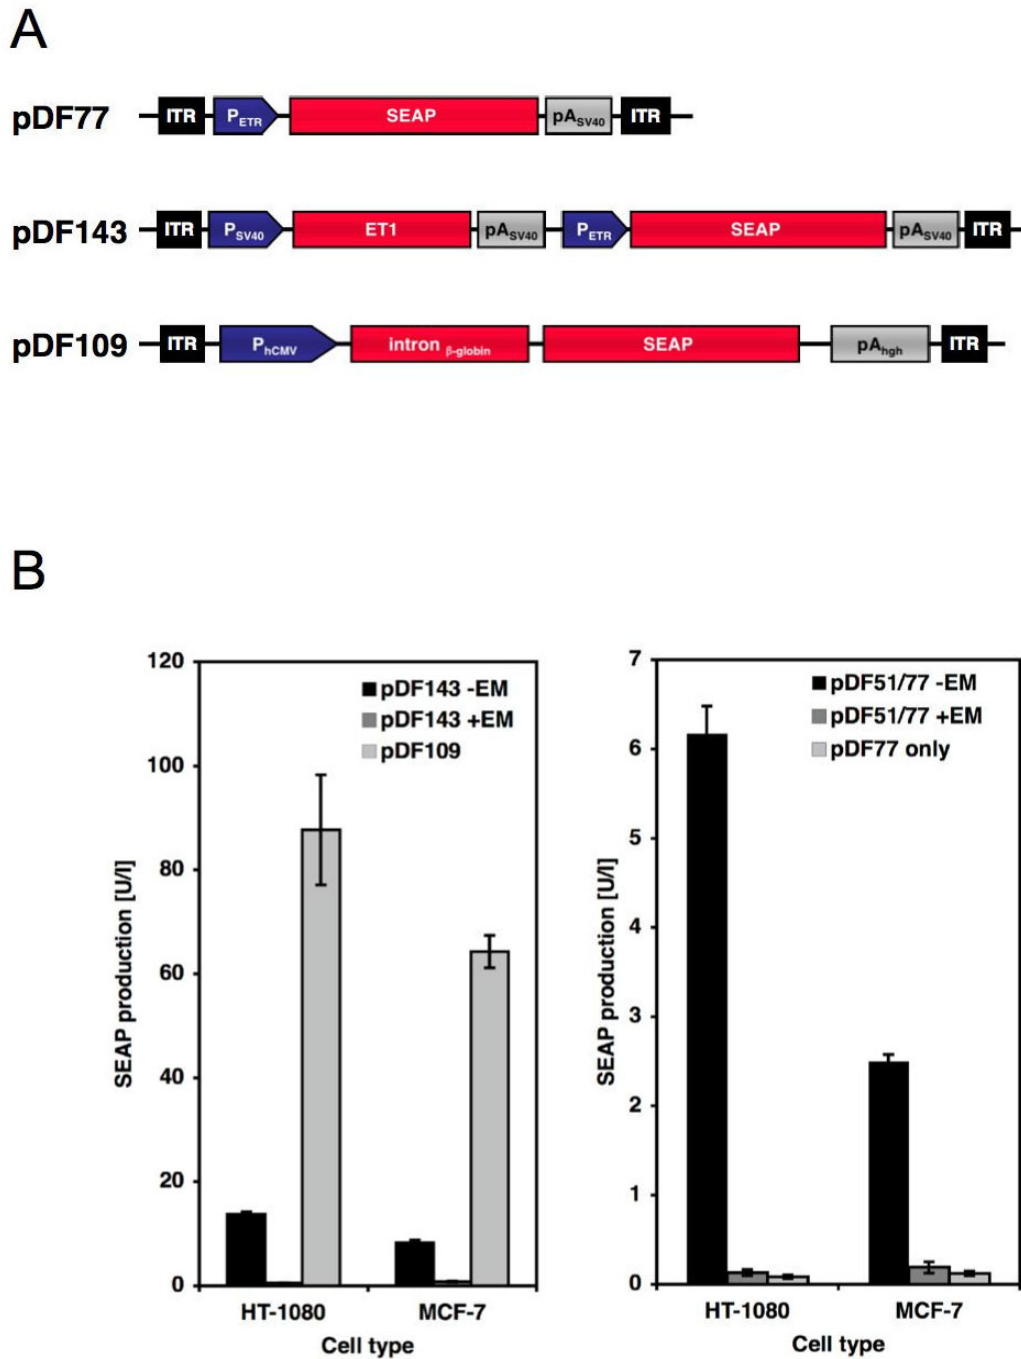 A
pDF77 ITR PETR SEAP pASV40 ITR
pDF143 ITR PSV40 ET1 pASV40 PETR SEAP pASV40 ITR
pDF109 ITR PhCMV intron β-globin SEAP pAhgh ITR
B
120
100
80
60
40
20
0
SEAP production [U/l]
pDF143 -EM
pDF143 +EM
pDF109
HT-1080 MCF-7
Cell type
7
6
5
4
3
2
1
0
SEAP production [U/l]
pDF51/77 -EM
pDF51/77 +EM
pDF77 only
HT-1080 MCF-7
Cell type